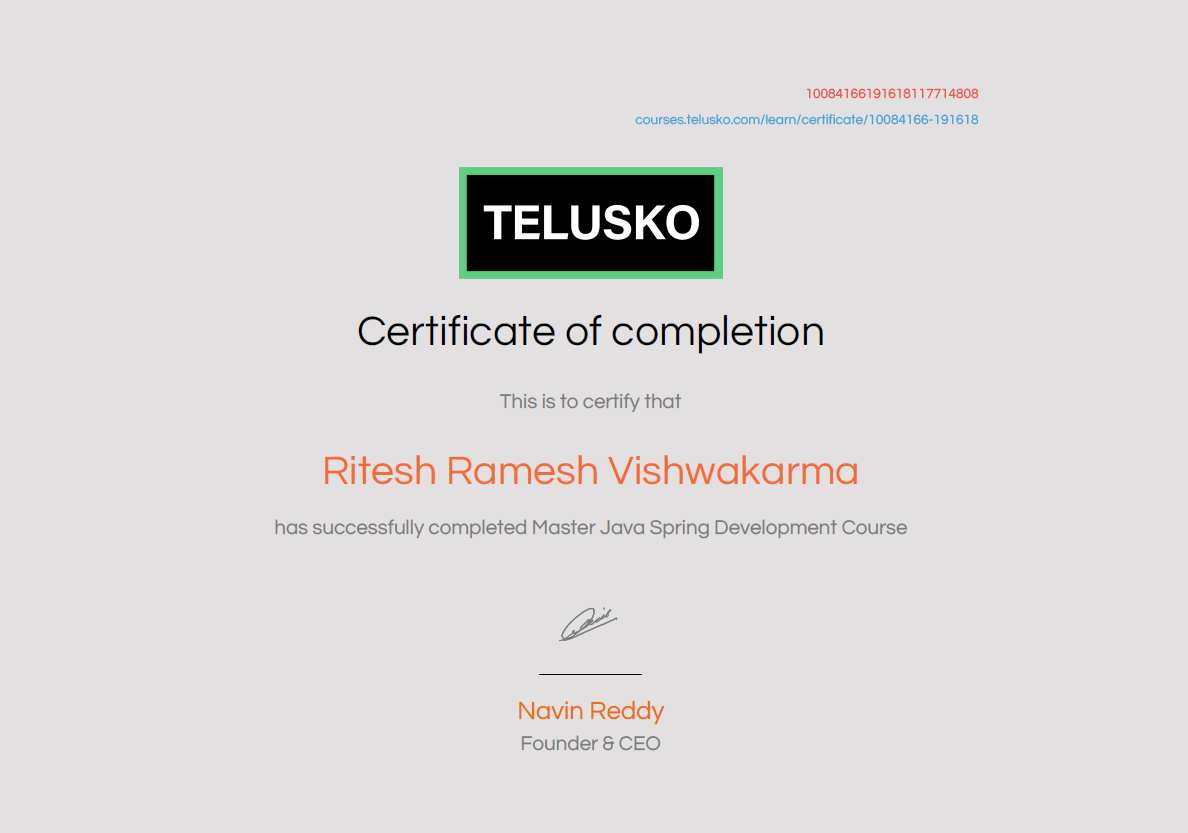 10084166191618117714808
courses.telusko.com/learn/certificate/10084166-191618
TELUSKO
Certificate of completion
This is to certify that
Ritesh Ramesh Vishwakarma
has successfully completed Master Java Spring Development Course
Navin Reddy
Founder & CEO